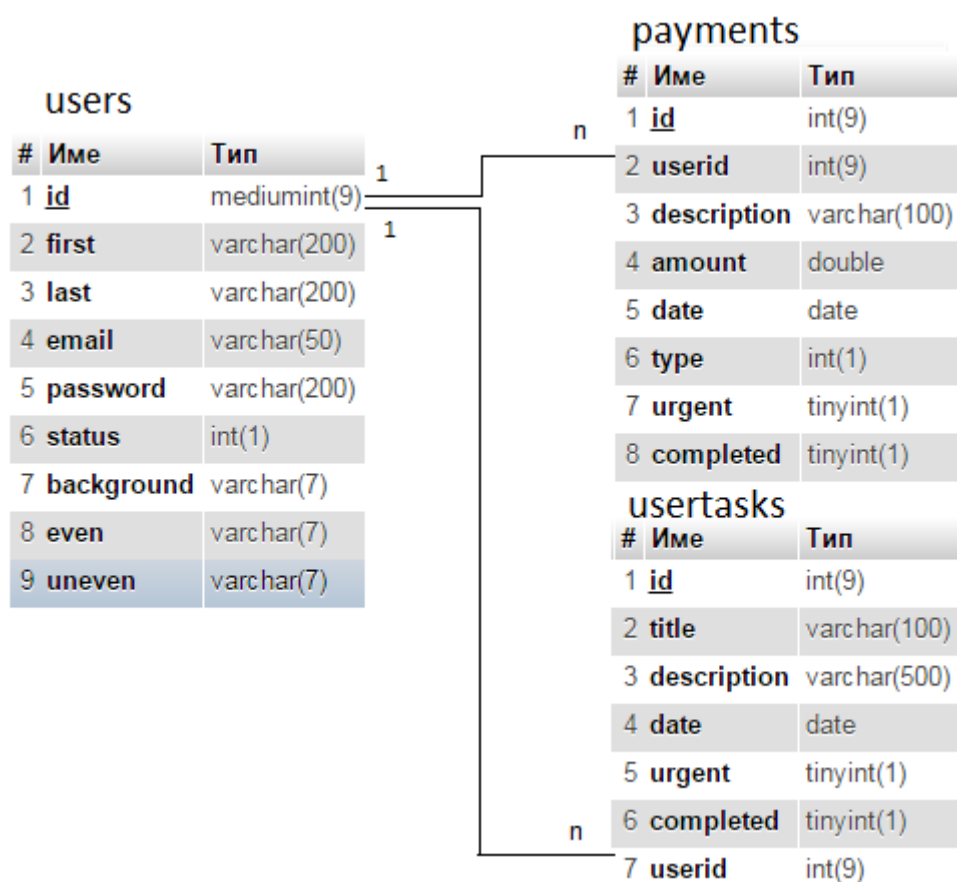 users
# Име Тип
1 id mediumint(9)
2 first varchar(200)
3 last varchar(200)
4 email varchar(50)
5 password varchar(200)
6 status int(1)
7 background varchar(7)
8 even varchar(7)
9 uneven varchar(7)
1
1
n
n
payments
# Име Тип
1 id int(9)
2 userid int(9)
3 description varchar(100)
4 amount double
5 date date
6 type int(1)
7 urgent tinyint(1)
8 completed tinyint(1)
usertasks
# Име Тип
1 id int(9)
2 title varchar(100)
3 description varchar(500)
4 date date
5 urgent tinyint(1)
6 completed tinyint(1)
7 userid int(9)